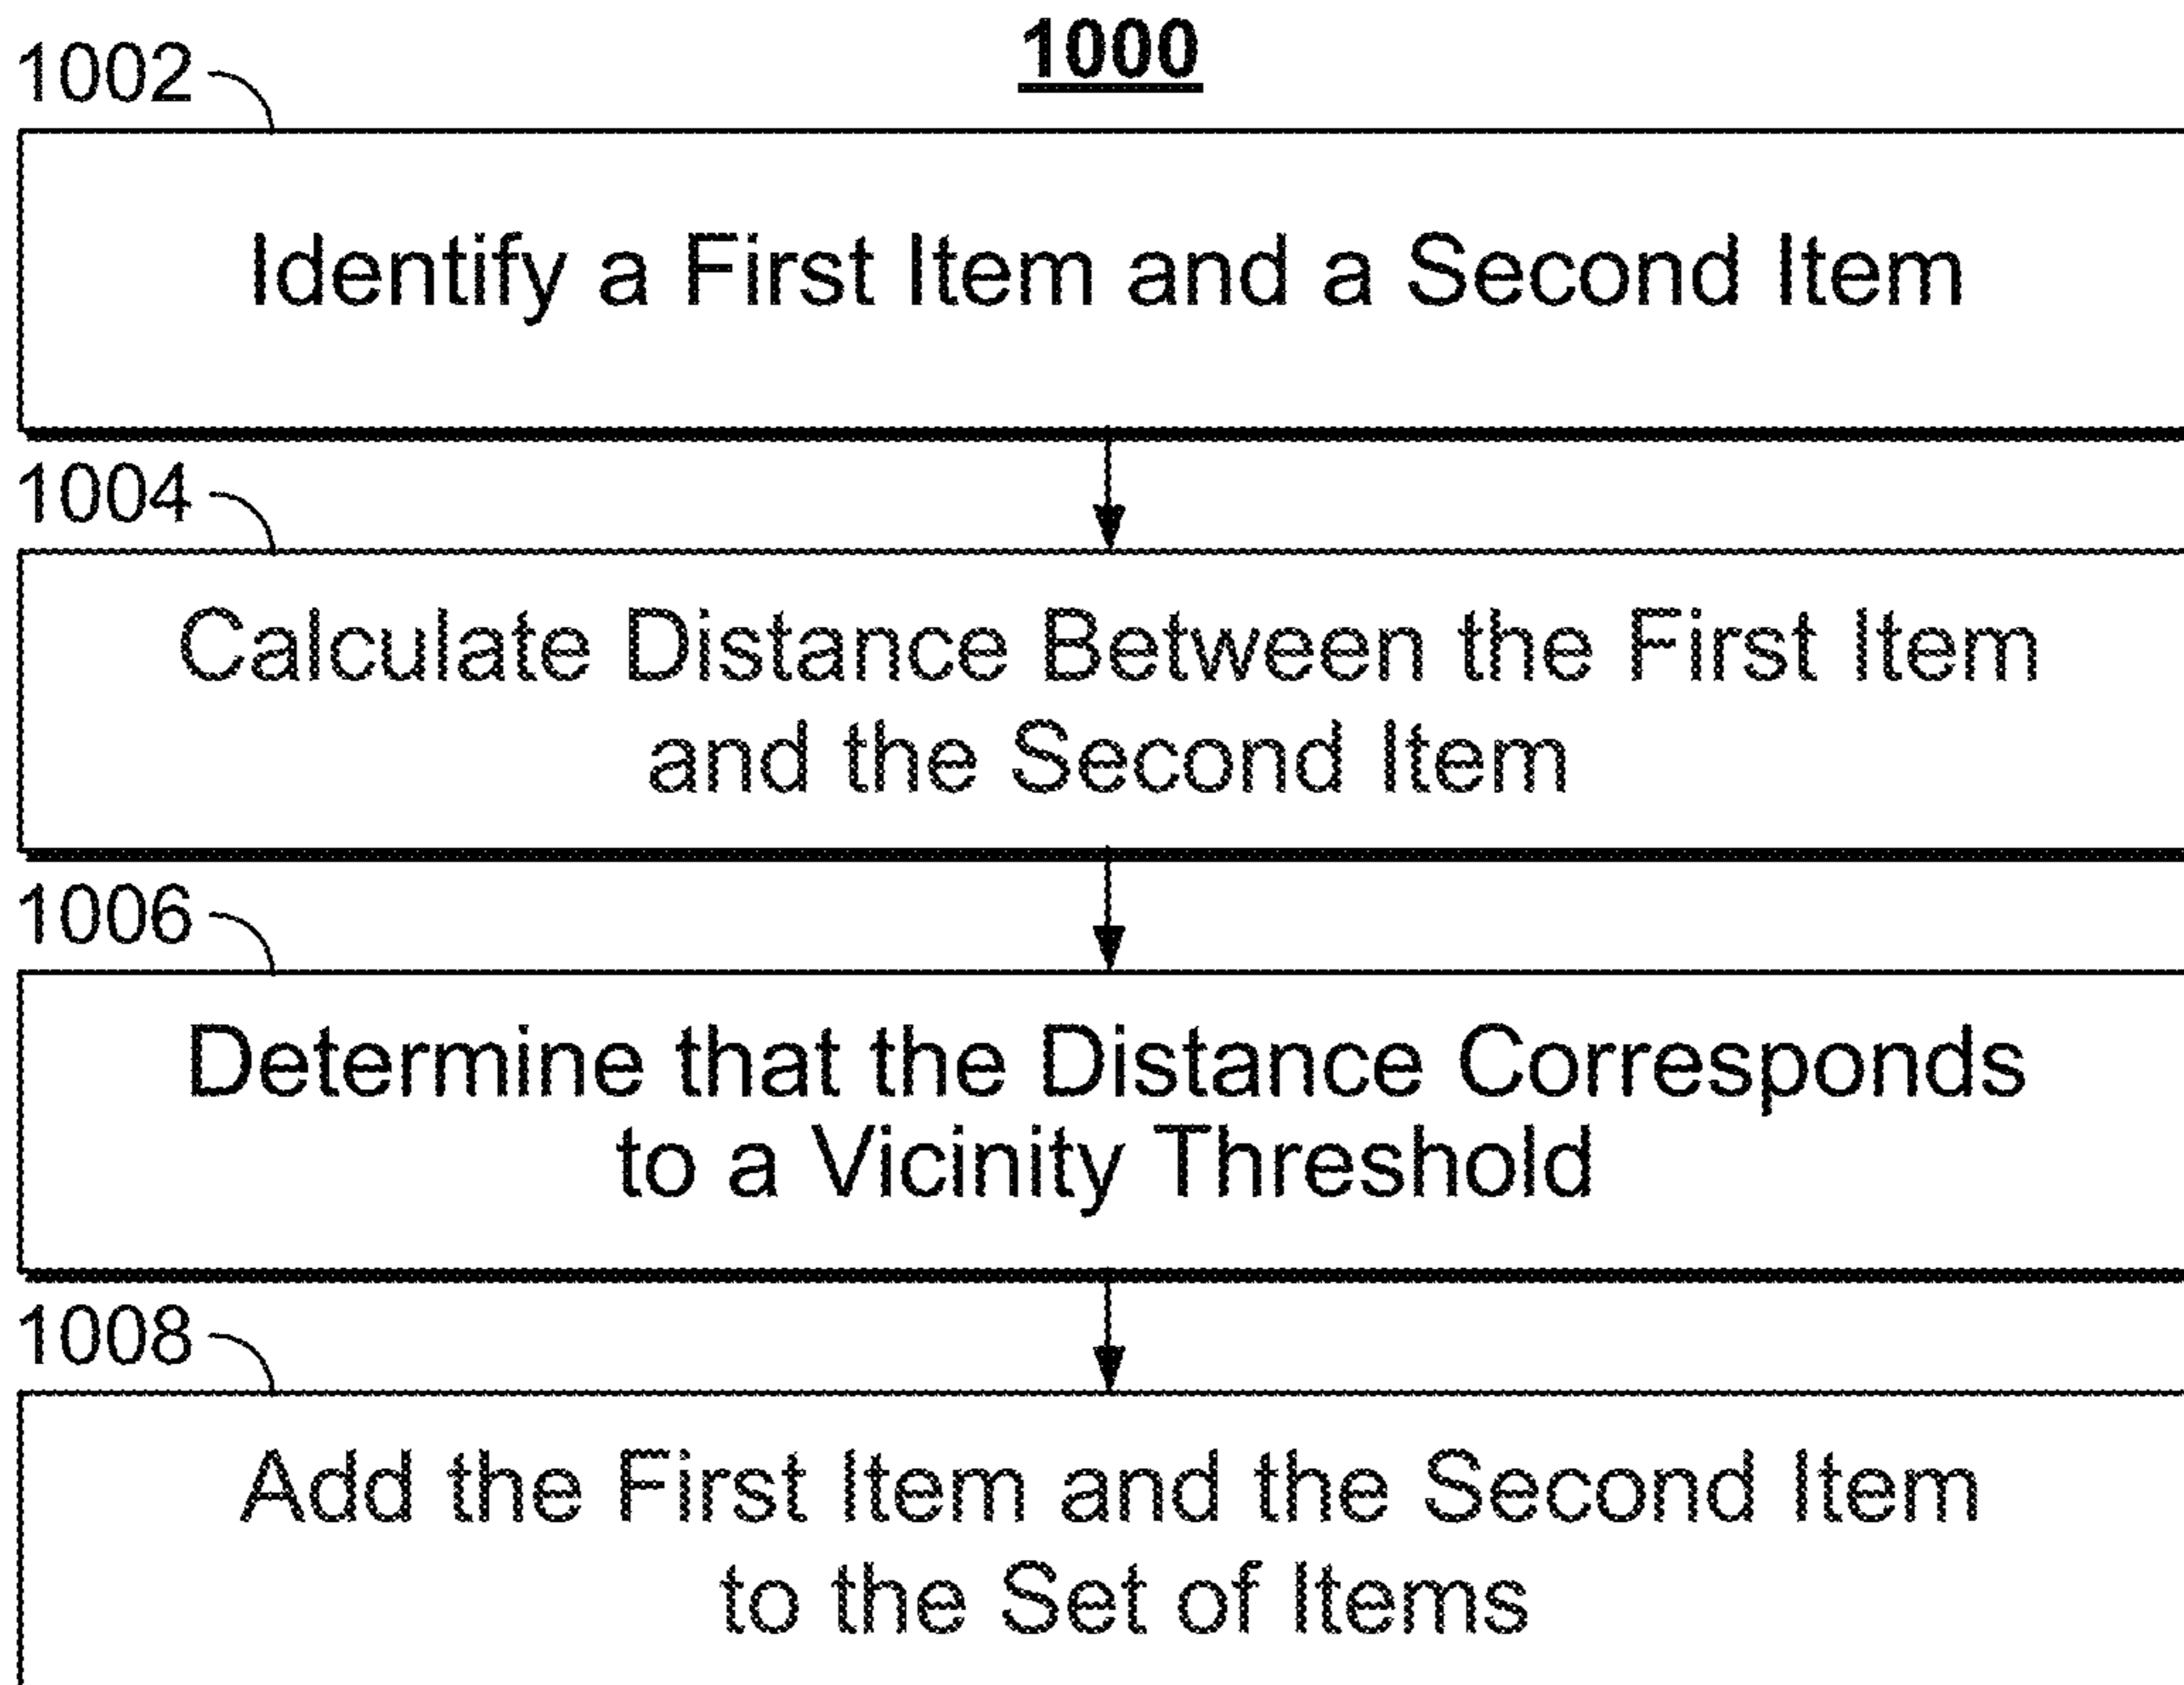 1000
1002
Identify a First Item and a Second Item
1004
Calculate Distance Between the First Item
and the Second Item
1006
Determine that the Distance Corresponds
to a Vicinity Threshold
1008
Add the First Item and the Second Item
to the Set of Items